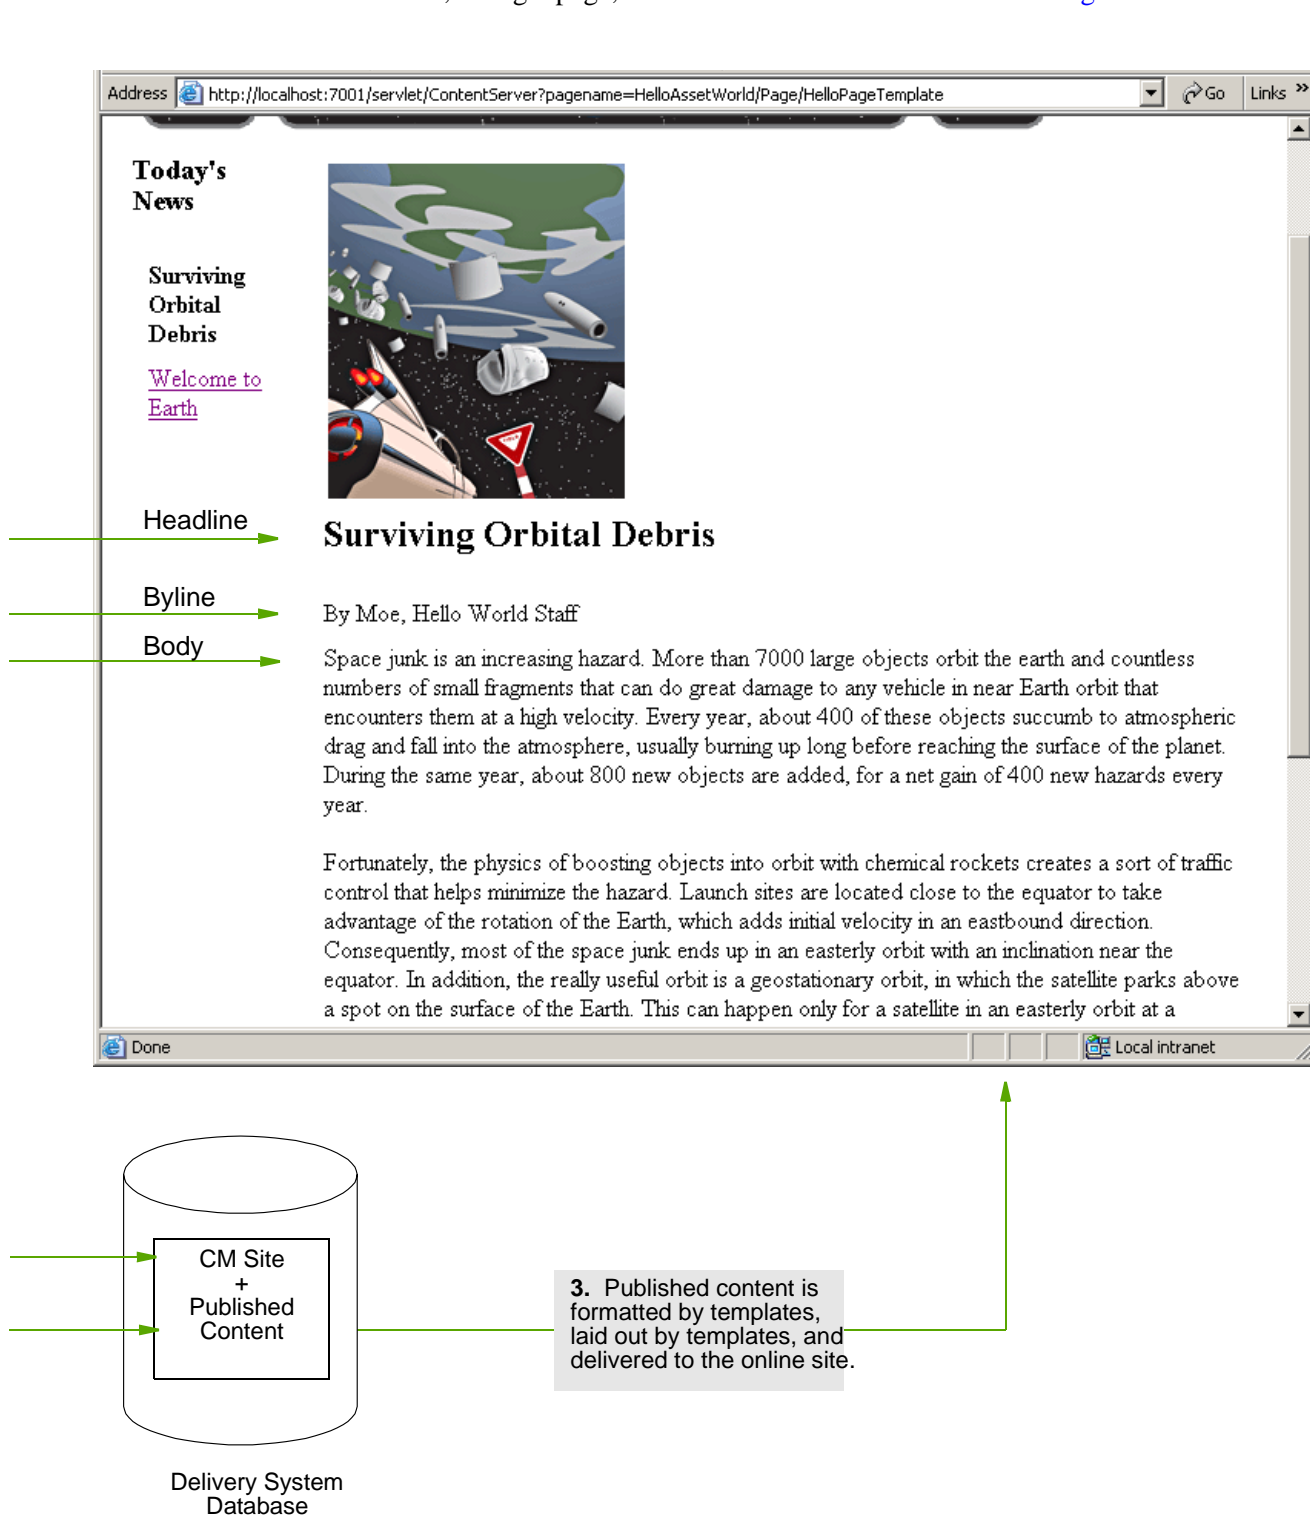 Address http://localhost:7001/servlet/ContentServer?pagename=HelloAssetWorld/Page/HelloPageTemplate Go Links »
Today's
News
Surviving
Orbital
Debris
Welcome to
Earth
Headline
Surviving Orbital Debris
Byline
By Moe, Hello World Staff
Body
Space junk is an increasing hazard. More than 7000 large objects orbit the earth and countless
numbers of small fragments that can do great damage to any vehicle in near Earth orbit that
encounters them at a high velocity. Every year, about 400 of these objects succumb to atmospheric
drag and fall into the atmosphere, usually burning up long before reaching the surface of the planet.
During the same year, about 800 new objects are added, for a net gain of 400 new hazards every
year.
Fortunately, the physics of boosting objects into orbit with chemical rockets creates a sort of traffic
control that helps minimize the hazard. Launch sites are located close to the equator to take
advantage of the rotation of the Earth, which adds initial velocity in an eastbound direction.
Consequently, most of the space junk ends up in an easterly orbit with an inclination near the
equator. In addition, the really useful orbit is a geostationary orbit, in which the satellite parks above
a spot on the surface of the Earth. This can happen only for a satellite in an easterly orbit at a
Done Local intranet
CM Site
+
Published
Content
3. Published content is
formatted by templates,
laid out by templates, and
delivered to the online site.
Delivery System
Database